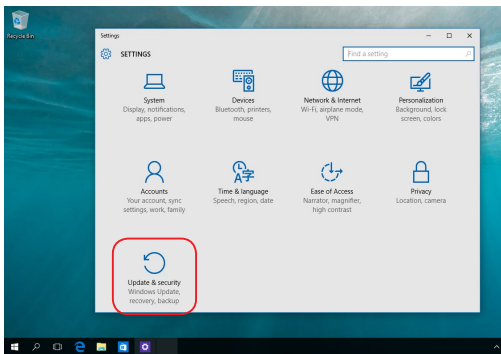 Recycle Bin
Settings
SETTINGS
Find a setting
System
Display, notifications,
apps, power
Devices
Bluetooth, printers,
mouse
Network & Internet
Wi-Fi, airplane mode,
VPN
Personalization
Background, lock
screen, colors
Accounts
Your account, sync
settings, work, family
Time & language
Speech, region, date
Ease of Access
Narrator, magnifier,
high contrast
Privacy
Location, camera
Update & security
Windows Update,
recovery, backup